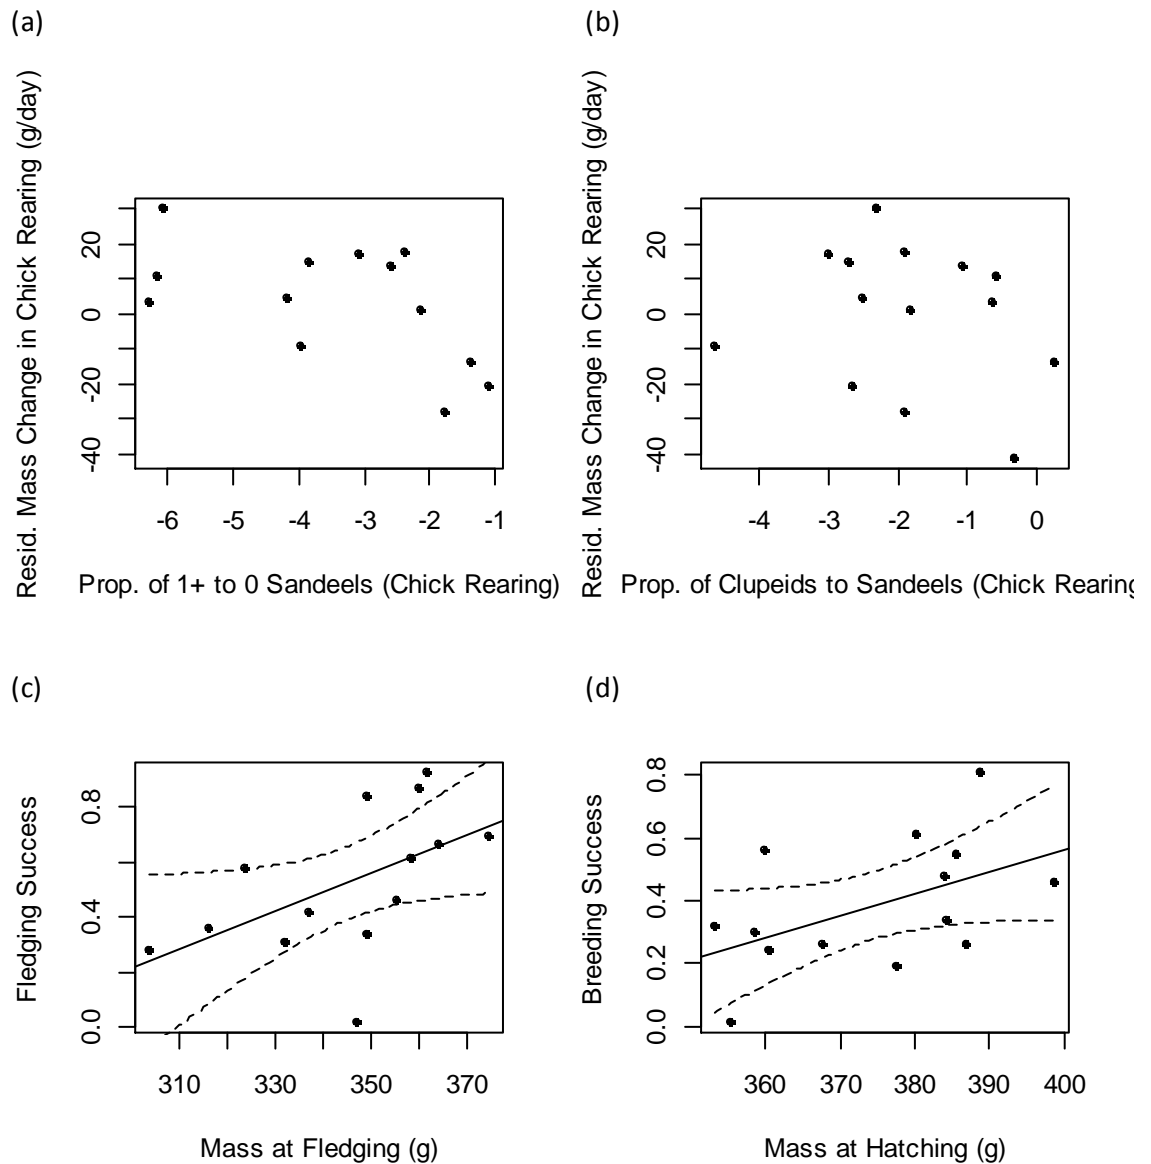 (a)
Resid. Mass Change in Chick Rearing (g/day)
20
0
-20
-40
-6 -5 -4 -3 -2 -1
Prop. of 1+ to 0 Sandeels (Chick Rearing)
(b)
Resid. Mass Change in Chick Rearing (g/day)
20
0
-20
-40
-4 -3 -2 -1 0
Prop. of Clupeids to Sandeels (Chick Rearing
(c)
Fledging Success
0.8
0.4
0.0
310 330 350 370
Mass at Fledging (g)
(d)
Breeding Success
0.8
0.6
0.4
0.2
0.0
360 370 380 390 400
Mass at Hatching (g)